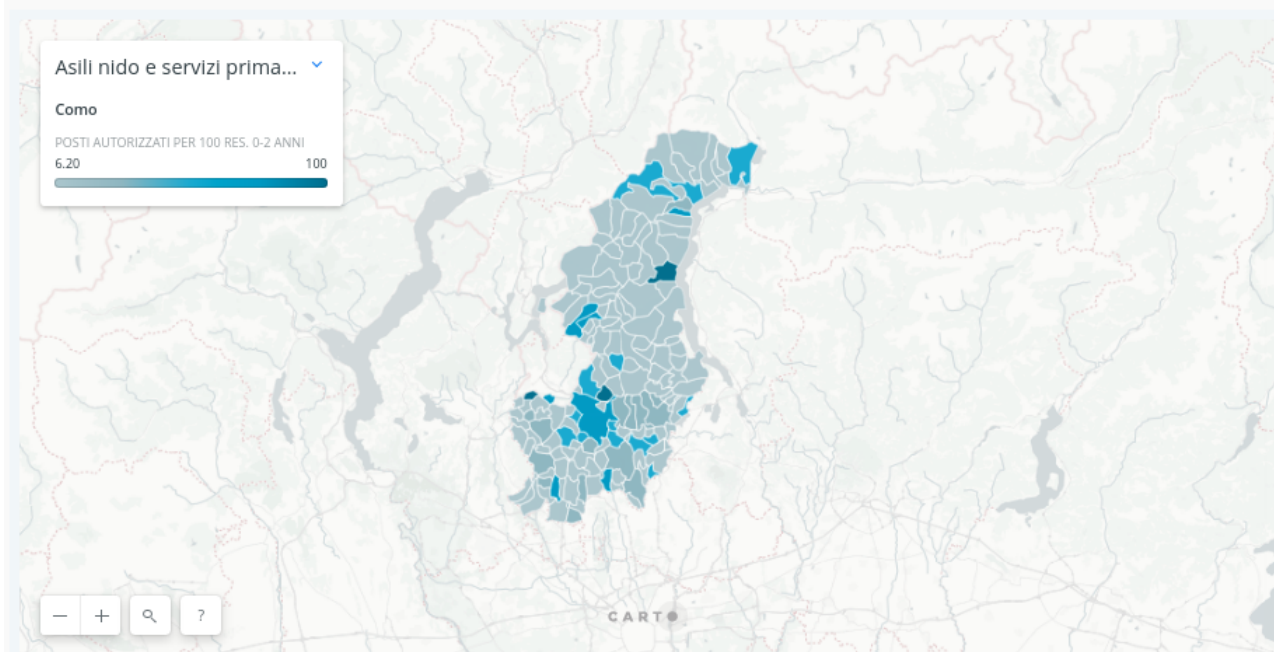 Asili nido e servizi prima...
Como
POSTI AUTORIZZATI PER 100 RES. 0-2 ANNI
6.20 100
?
CARTO